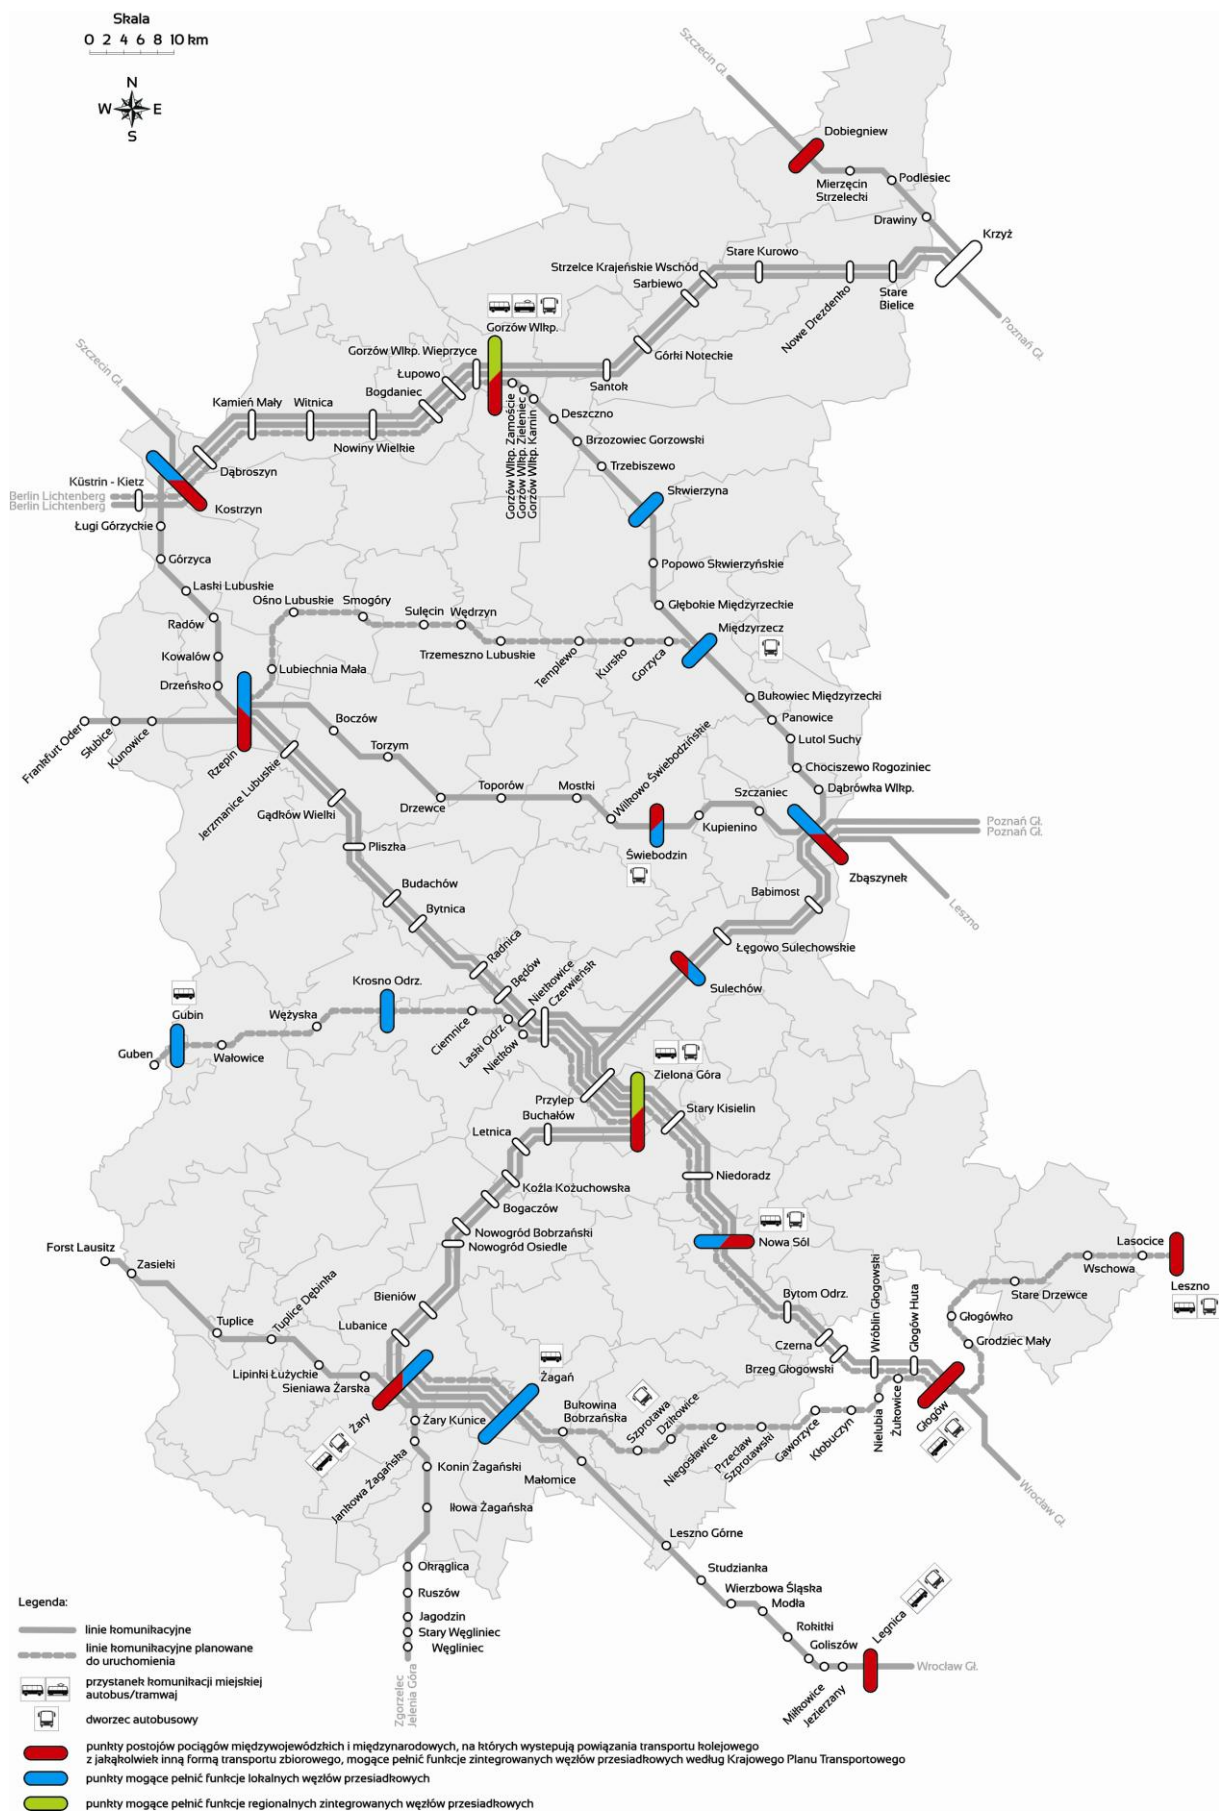 Skala
0 2 4 6 8 10 km
N
W E
S
Szczecin Gł.
Dobiegniew
Mierzęcin
Strzelecki
Podlesiec
Drawiny
Krzyż
Poznań Gł.
Stare Kurowo
Strzelce Krajeńskie Wschód
Sarbiewo
Nowe Drezdenko
Stare
Bielice
Górki Noteckie
Santok
Gorzów Wlkp.
Gorzów Wlkp. Wieprzyce
Łupowo
Bogdaniec
Szczecin Gł.
Kamień Mały
Witnica
Nowiny Wielkie
Dąbroszyn
Kostrzyn
Küstrin - Kietz
Berlin Lichtenberg
Berlin Lichtenberg
Gorzów Wlkp. Zamoście
Gorzów Wlkp. Zieleniec
Gorzów Wlkp. Karnin
Deszczno
Brzozowiec Gorzowski
Trzebiszewo
Skwierzyna
Popowo Skwierzyńskie
Głębokie Międzyrzeckie
Międzyrzecz
Ługi Górzyckie
Górzyca
Laski Lubuskie
Radów
Kowalów
Drzeńsko
Ośno Lubuskie
Smogóry
Sulęcin
Wędrzyn
Trzemeszno Lubuskie
Templewo
Kursko
Gorzyca
Lubiechnia Mała
Bukowiec Międzyrzecki
Panowice
Lutol Suchy
Chociszewo Rogoziniec
Dąbrówka Wlkp.
Frankfurt Oder
Słubice
Kunowice
Rzepin
Boczów
Torzym
Drzewce
Toporów
Mostki
Wilkowo Świebodzińskie
Świebodzin
Kupienino
Szczaniec
Poznań Gł.
Poznań Gł.
Zbąszynek
Leszno
Jerzmanice Lubuskie
Gądków Wielki
Pliszka
Budachów
Bytnica
Radnica
Będów
Nietkowice
Czerwieńsk
Babimost
Łęgowo Sulechowskie
Sulechów
Krosno Odrz.
Gubin
Guben
Wałowice
Wężyska
Ciemnice
Laski Odrz.
Nietków
Zielona Góra
Przylep
Buchałów
Letnica
Stary Kisielin
Niedoradz
Koźla Kożuchowska
Bogaczów
Nowogród Bobrzański
Nowogród Osiedle
Nowa Sól
Forst Lausitz
Zasieki
Tuplice
Tuplice Dębinka
Lipinki Łużyckie
Sieniawa Żarska
Bieniów
Lubanice
Bytom Odrz.
Czerna
Brzeg Głogowski
Wróblin Głogowski
Głogów Huta
Lasocice
Wschowa
Leszno
Stare Drzewce
Głogówko
Grodziec Mały
Żary
Żary Kunice
Żagań
Bukowina
Bobrzańska
Szprotawa
Dzikowice
Niegosławice
Przecław
Szprotawski
Gaworzyce
Kłobuczyn
Nielubia
Żukowice
Głogów
Wrocław Gł.
Małomice
Jankowa Żagańska
Konin Żagański
Iłowa Żagańska
Okrąglica
Ruszów
Jagodzin
Stary Węgliniec
Węgliniec
Zgorzelec
Jelenia Góra
Leszno Górne
Studzianka
Wierzbowa Śląska
Modła
Rokitki
Goliszów
Legnica
Miłkowice
Jezierzany
Wrocław Gł.
Legenda:
linie komunikacyjne
linie komunikacyjne planowane
do uruchomienia
przystanek komunikacji miejskiej
autobus/tramwaj
dworzec autobusowy
punkty postojów pociągów międzywojewódzkich i międzynarodowych, na których występują powiązania transportu kolejowego
z jakąkolwiek inną formą transportu zbiorowego, mogące pełnić funkcje zintegrowanych węzłów przesiadkowych według Krajowego Planu Transportowego
punkty mogące pełnić funkcje lokalnych węzłów przesiadkowych
punkty mogące pełnić funkcje regionalnych zintegrowanych węzłów przesiadkowych